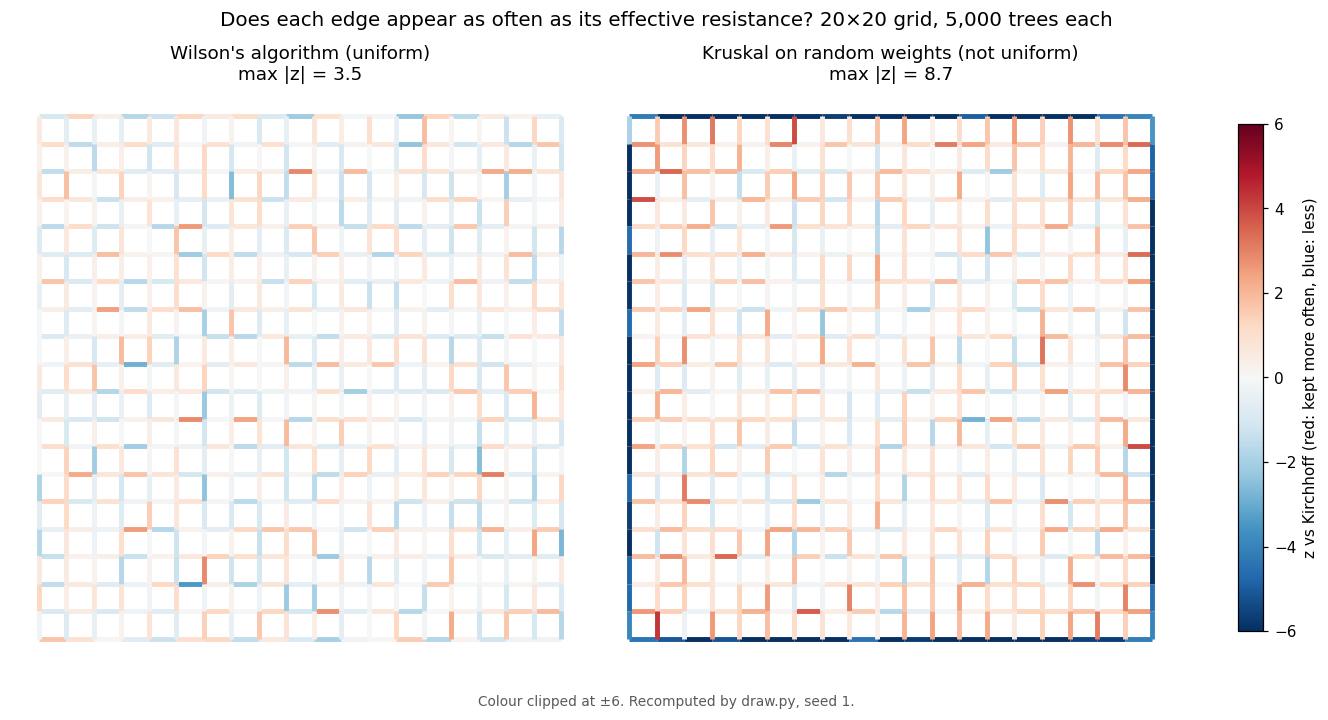 Does each edge appear as often as its effective resistance? 20×20 grid, 5,000 trees each
Wilson's algorithm (uniform)
max |z| = 3.5
Kruskal on random weights (not uniform)
max |z| = 8.7
6
4
2
0
−2
−4
−6
z vs Kirchhoff (red: kept more often, blue: less)
Colour clipped at ±6. Recomputed by draw.py, seed 1.